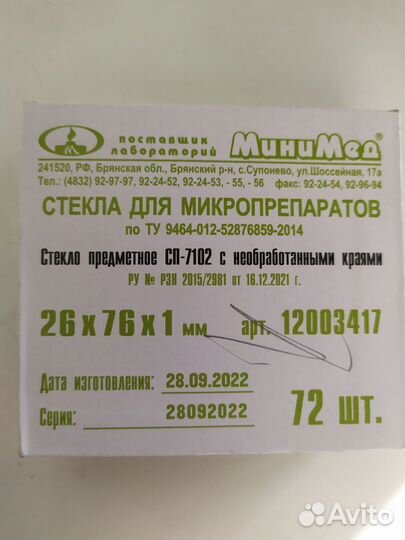 поставщик
лабораторий
МиниМед®
241520, РФ, Брянская обл., Брянский р-н, с.Супонево, ул.Шоссейная, 17а
Тел.: (4832) 92-97-97, 92-24-52, 92-24-53, - 55, - 56 факс: 92-24-54, 92-96-94
СТЕКЛА ДЛЯ МИКРОПРЕПАРАТОВ
по ТУ 9464-012-52876859-2014
Стекло предметное СП-7102 с необработанными краями
РУ № РЗН 2015/2981 от 16.12.2021 г.
26 х 76 х 1 мм арт. 12003417
Дата изготовления: 28.09.2022
Серия: 28092022
72 шт.
Avito